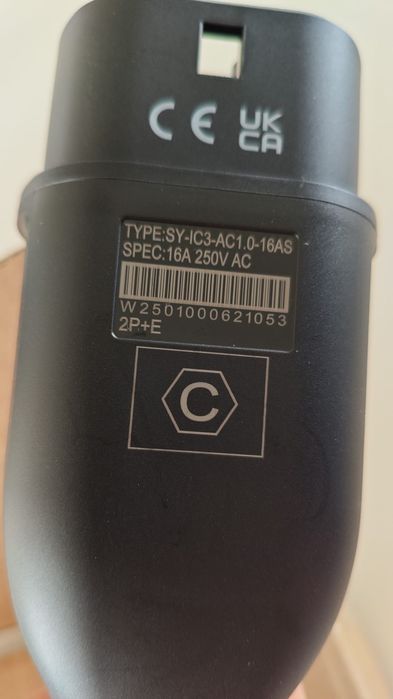 CE UK
CA
TYPE:SY-IC3-AC1.0-16AS
SPEC:16A 250V AC
W2501000621053
2P+E
C